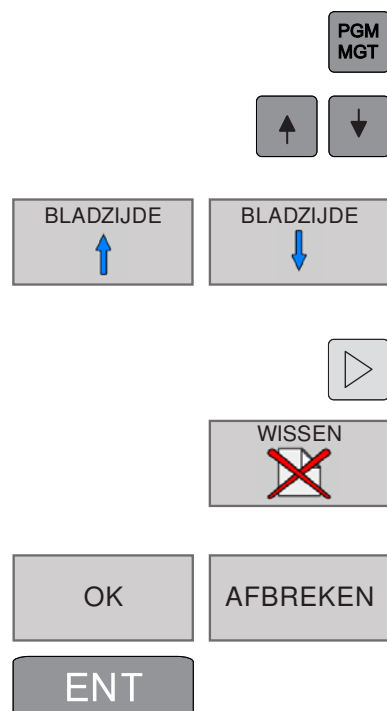 PGM
MGT
BLADZIJDE BLADZIJDE
WISSEN
OK AFBREKEN
ENT